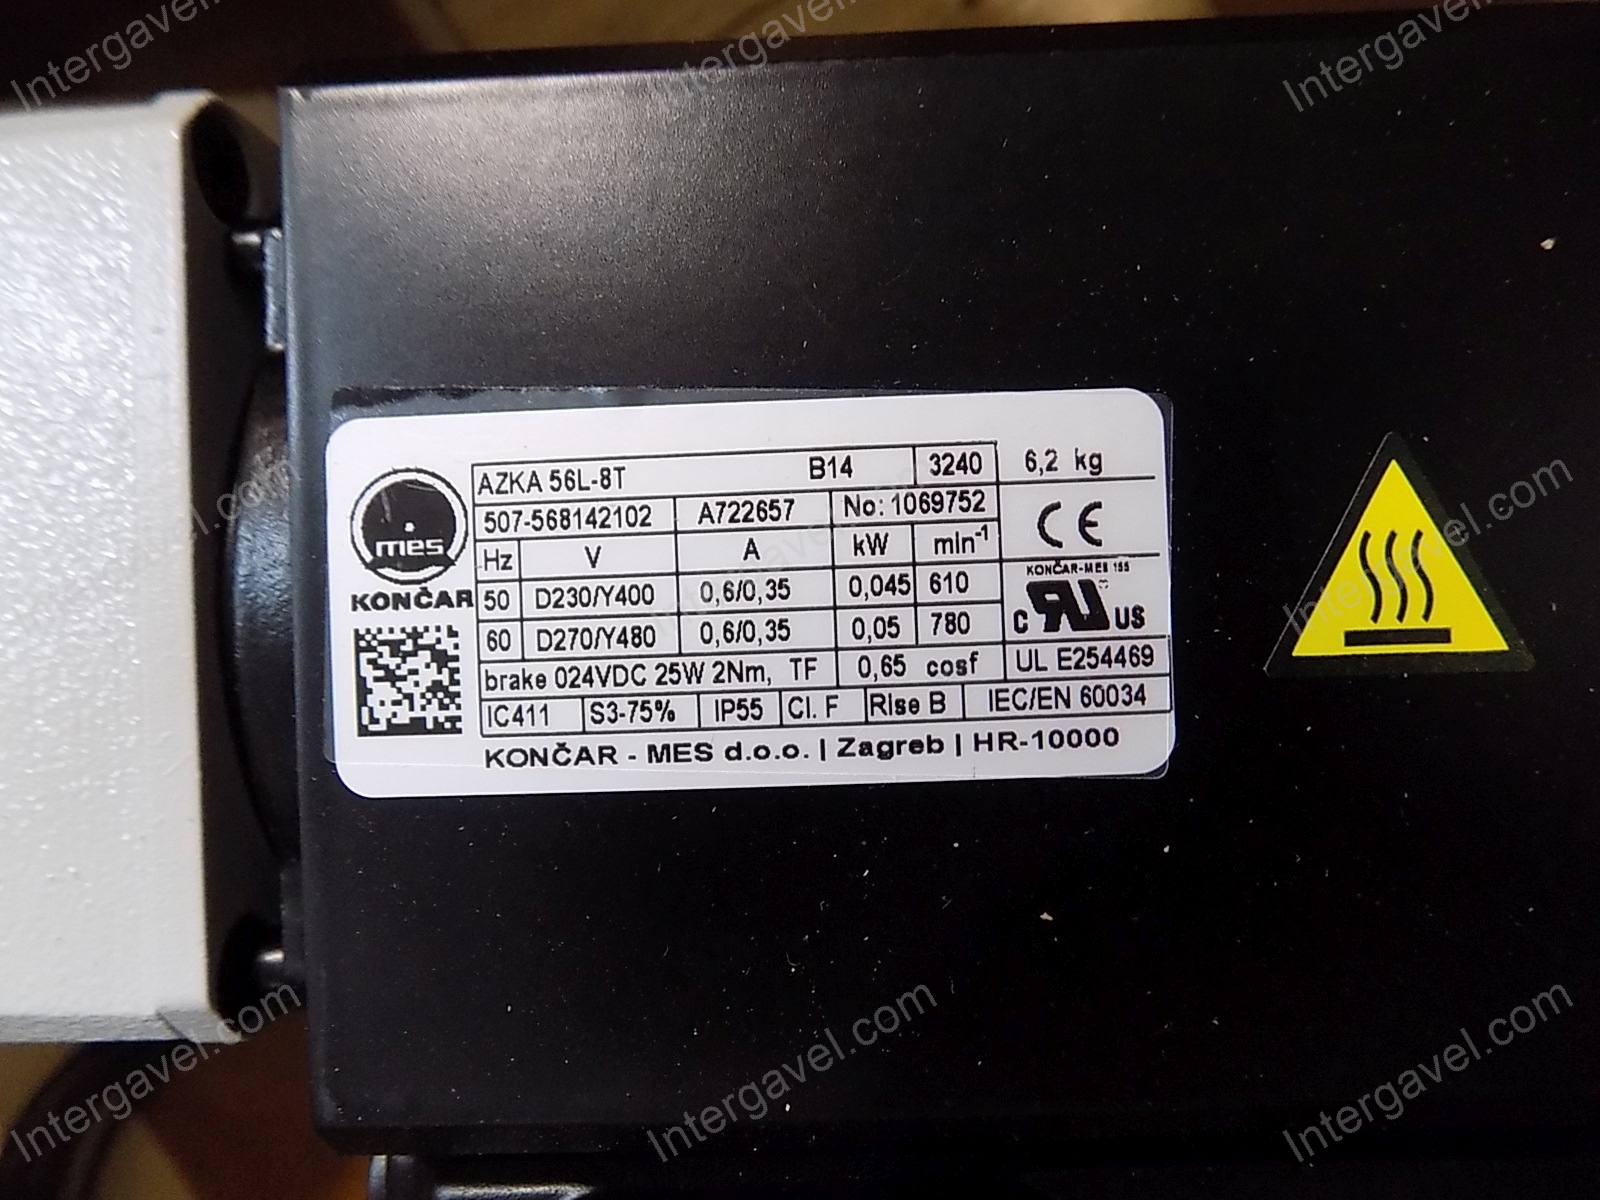 AZKA 56L-8T B14 3240 6,2 kg
507-568142102 A722657 No: 1069752
Hz V A kW min-1
50 D230/Y400 0,6/0,35 0,045 610
60 D270/Y480 0,6/0,35 0,05 780
brake 024VDC 25W 2Nm, TF 0,65 cosf UL E254469
IC411 S3-75% IP55 Cl. F Rise B IEC/EN 60034
KONČAR - MES d.o.o. | Zagreb | HR-10000
mes
KONČAR
CE
KONČAR-MES 155
C RU US
Intergavel.com
Intergavel.com
Intergavel.com
Intergavel.com
Intergavel.com
Intergavel.com
Intergavel.com
Intergavel.com
Intergavel.com